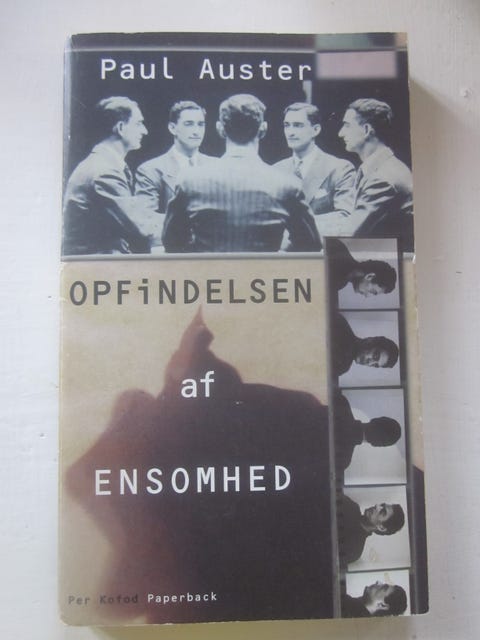 Paul Auster
OPFiNDELSEN
af
ENSOMHED
Per Kofod Paperback